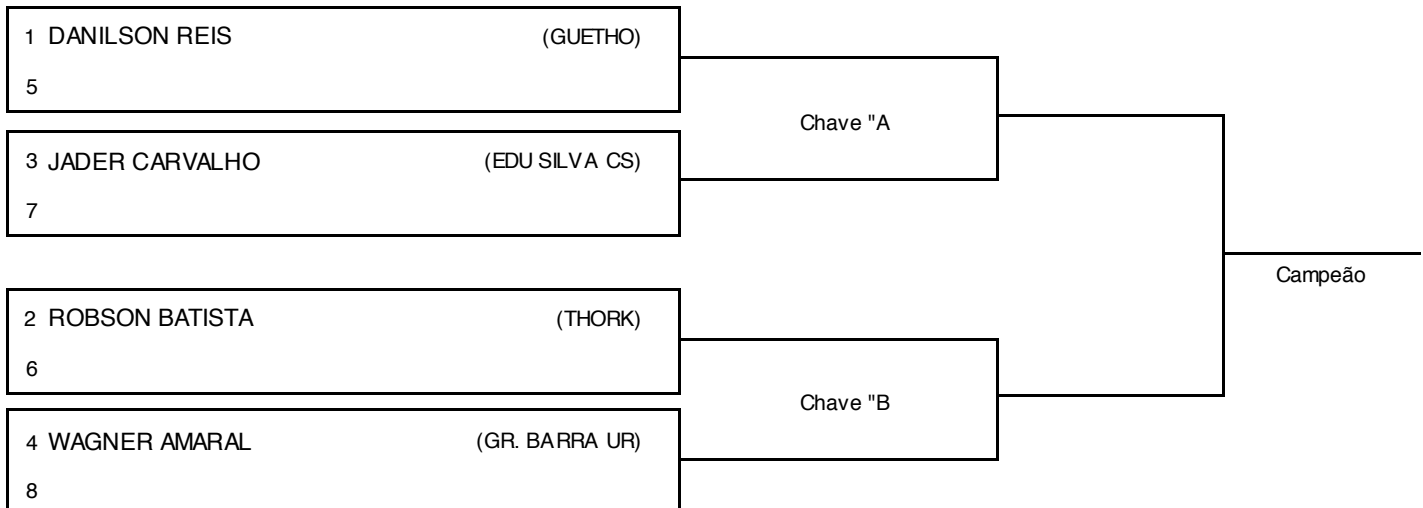 1 DANILSON REIS (GUETHO)
5
3 JADER CARVALHO (EDU SILVA CS)
7
Chave "A
2 ROBSON BATISTA (THORK)
6
4 WAGNER AMARAL (GR. BARRA UR)
8
Chave "B
Campeão